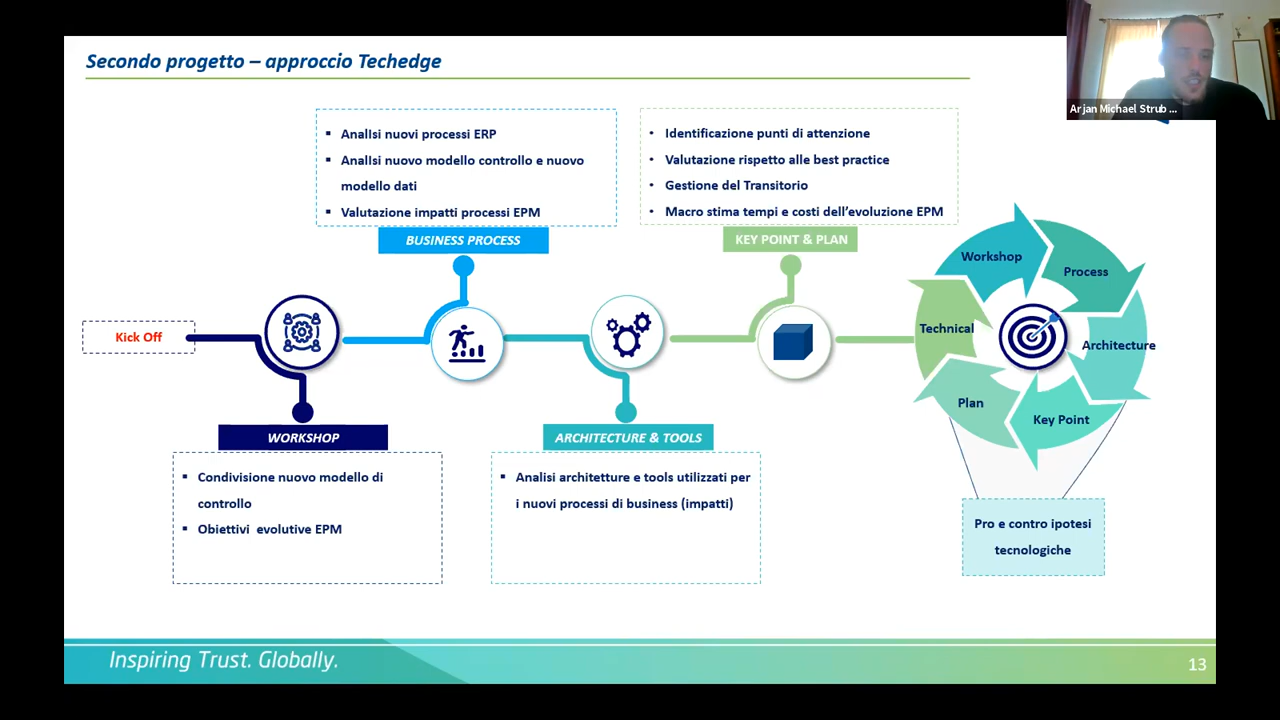 Secondo progetto – approccio Techedge
Arjan Michael Strub ...
Analisi nuovi processi ERP
Analisi nuovo modello controllo e nuovo
modello dati
Valutazione impatti processi EPM
BUSINESS PROCESS
Identificazione punti di attenzione
Valutazione rispetto alle best practice
Gestione del Transitorio
Macro stima tempi e costi dell'evoluzione EPM
KEY POINT & PLAN
Kick Off
WORKSHOP
Condivisione nuovo modello di
controllo
Obiettivi evolutive EPM
ARCHITECTURE & TOOLS
Analisi architetture e tools utilizzati per
i nuovi processi di business (impatti)
Workshop
Process
Architecture
Key Point
Plan
Technical
Pro e contro ipotesi
tecnologiche
Inspiring Trust. Globally.
13